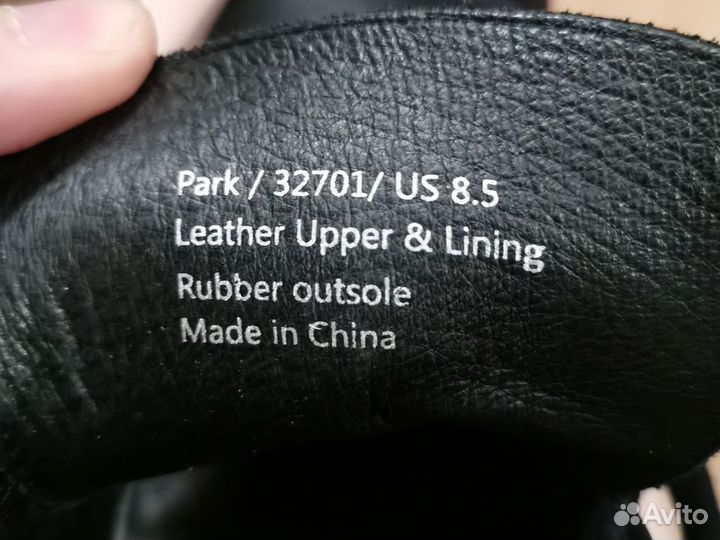 Park / 32701/ US 8.5
Leather Upper & Lining
Rubber outsole
Made in China
Avito